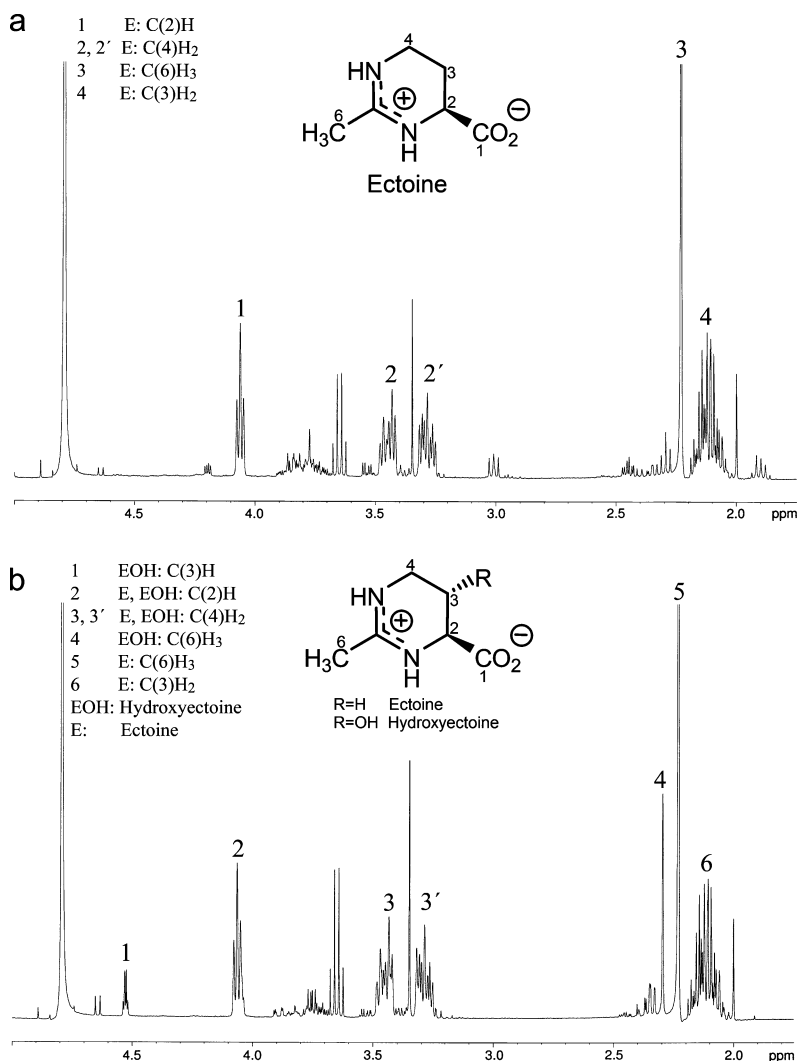 a
1 E: C(2)H
2, 2´ E: C(4)H2
3 E: C(6)H3
4 E: C(3)H2
4
HN
3
6
2
H3C
N
H
CO2
1
Ectoine
1
2
2´
3
4
4.5 4.0 3.5 3.0 2.5 2.0 ppm
b
1 EOH: C(3)H
2 E, EOH: C(2)H
3, 3´ E, EOH: C(4)H2
4 EOH: C(6)H3
5 E: C(6)H3
6 E: C(3)H2
EOH: Hydroxyectoine
E: Ectoine
4
R
HN
3
6
2
H3C
N
H
CO2
1
R=H Ectoine
R=OH Hydroxyectoine
1
2
3
3´
4
5
6
4.5 4.0 3.5 3.0 2.5 2.0 ppm